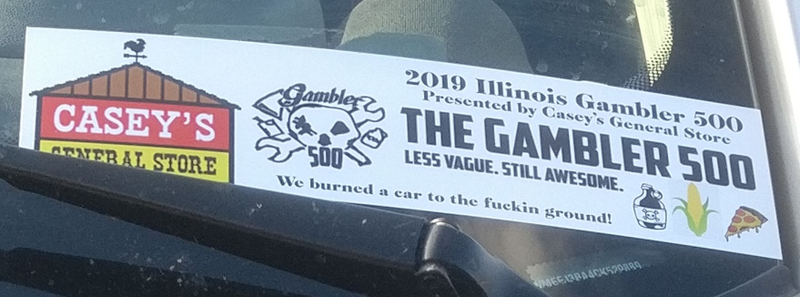 CASEY'S
GENERAL STORE
Gambler
500
2019 Illinois Gambler 500
Presented by Casey's General Store
THE GAMBLER 500
LESS VAGUE. STILL AWESOME.
We burned a car to the fuckin ground!